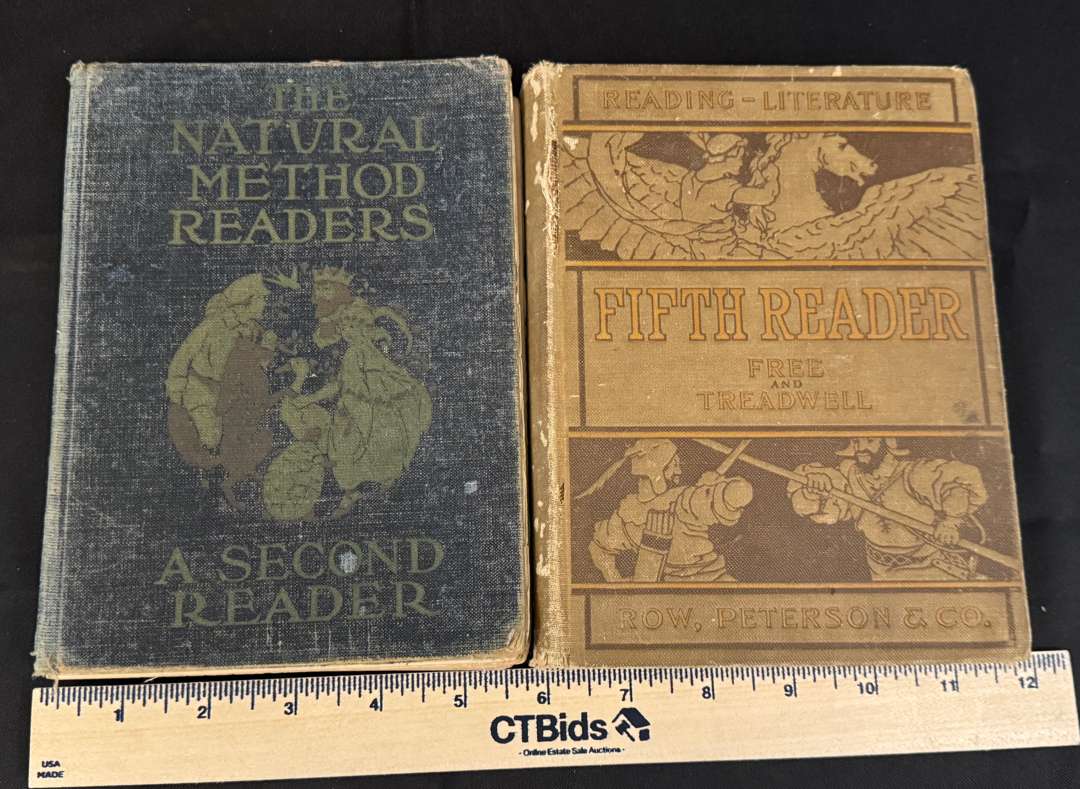 THE
NATURAL
METHOD
READERS
A SECOND
READER
READING-LITERATURE
FIFTH READER
FREE
AND
TREADWELL
ROW, PETERSON & CO.
1 2 3 4 5 6 7 8 9 10 11 12
CTBids
- Online Estate Sale Auctions -
USA
MADE